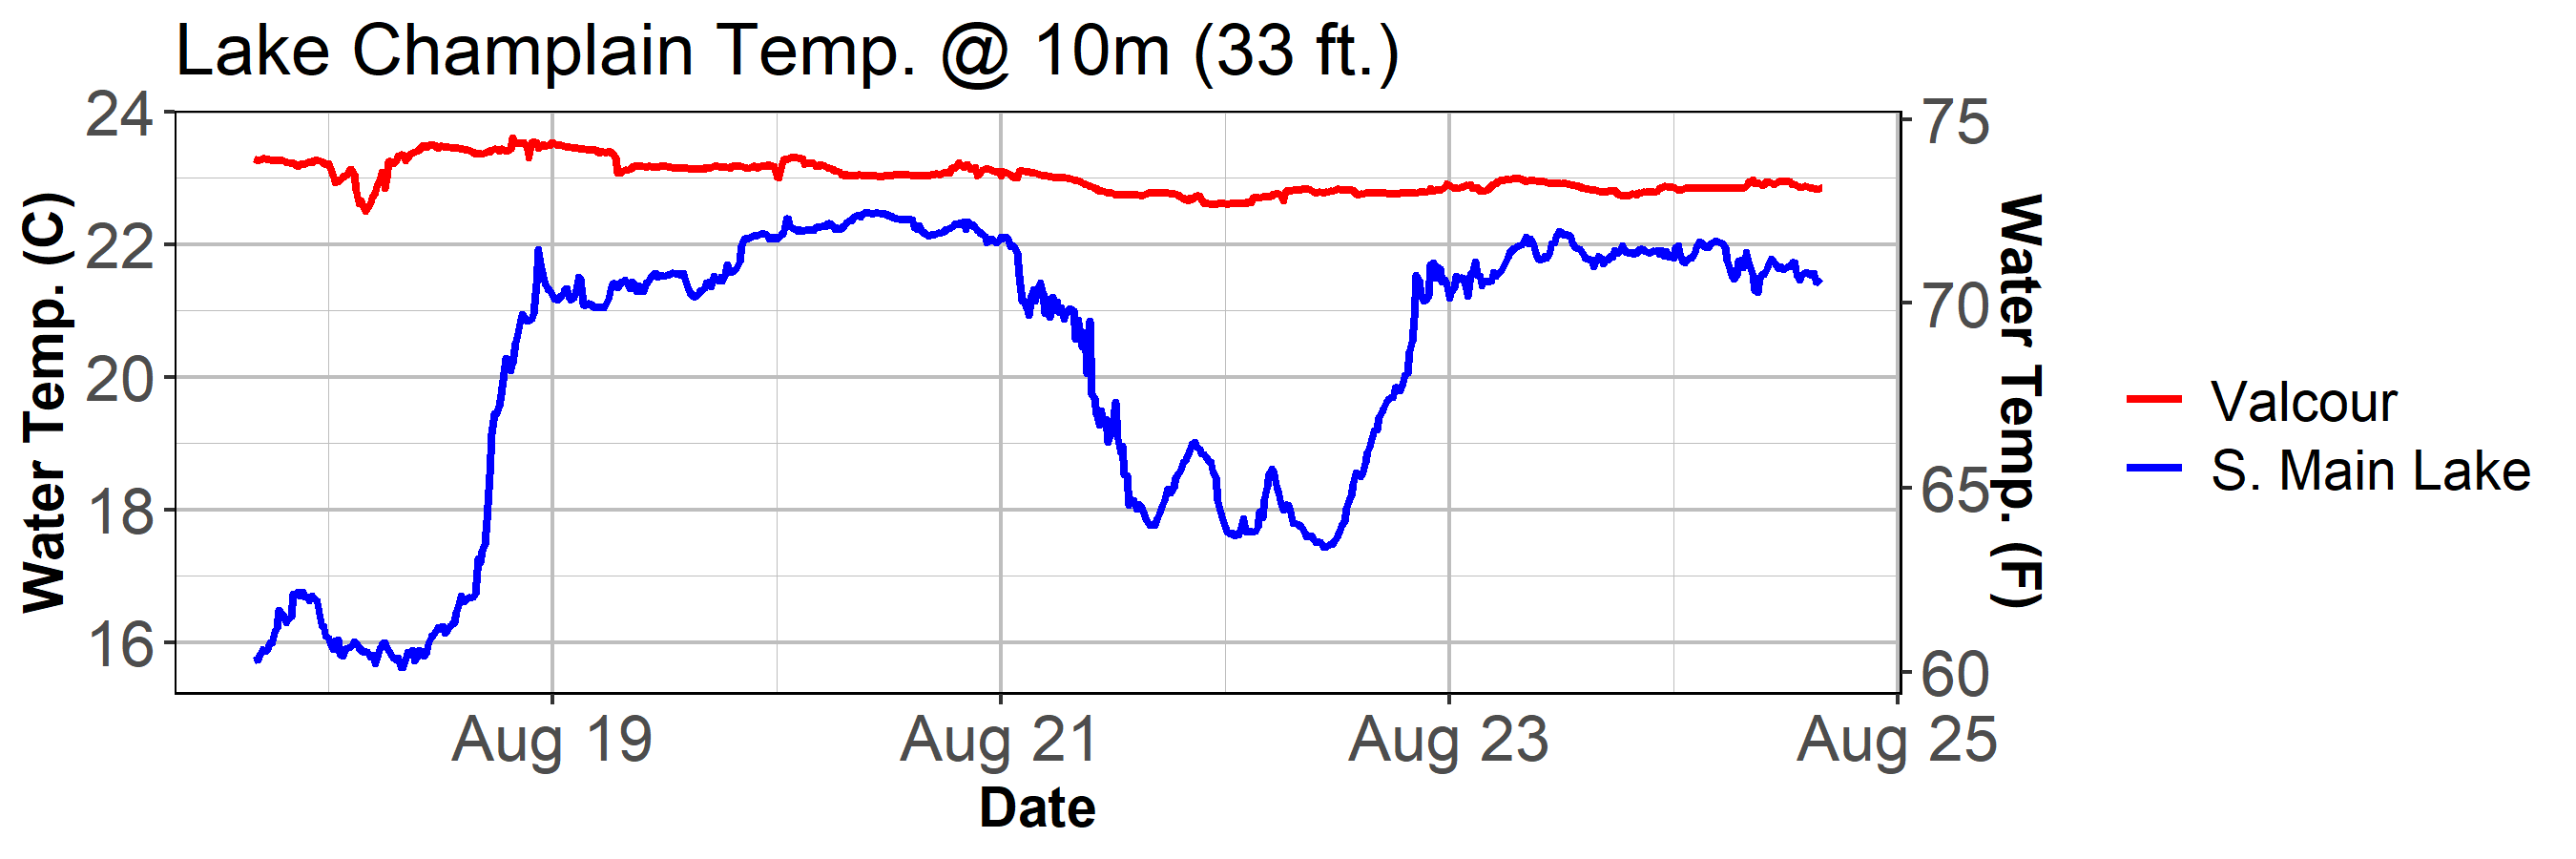 Lake Champlain Temp. @ 10m (33 ft.)
Water Temp. (C)
24
22
20
18
16
75
70
65
60
Water Temp. (F)
Valcour
S. Main Lake
Aug 19
Aug 21
Aug 23
Aug 25
Date